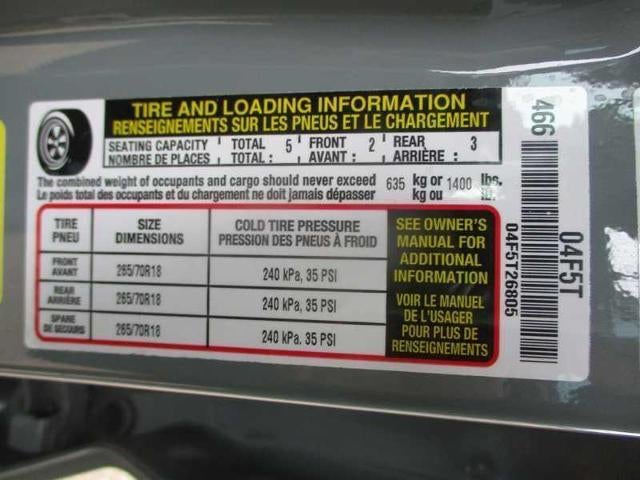 TIRE AND LOADING INFORMATION
RENSEIGNEMENTS SUR LES PNEUS ET LE CHARGEMENT
SEATING CAPACITY TOTAL 5 FRONT 2 REAR 3
NOMBRE DE PLACES TOTAL : AVANT : ARRIÈRE :
The combined weight of occupants and cargo should never exceed 635 kg or 1400 lbs.
Le poids total des occupants et du chargement ne doit jamais dépasser kg ou lb.
TIRE SIZE COLD TIRE PRESSURE
PNEU DIMENSIONS PRESSION DES PNEUS À FROID
FRONT
AVANT 265/70R18 240 kPa, 35 PSI
REAR
ARRIÈRE 265/70R18 240 kPa, 35 PSI
SPARE
DE SECOURS 265/70R18 240 kPa, 35 PSI
SEE OWNER'S
MANUAL FOR
ADDITIONAL
INFORMATION
VOIR LE MANUEL
DE L'USAGER
POUR PLUS DE
RENSEIGNEMENTS
466
04F5T
04F5T26805